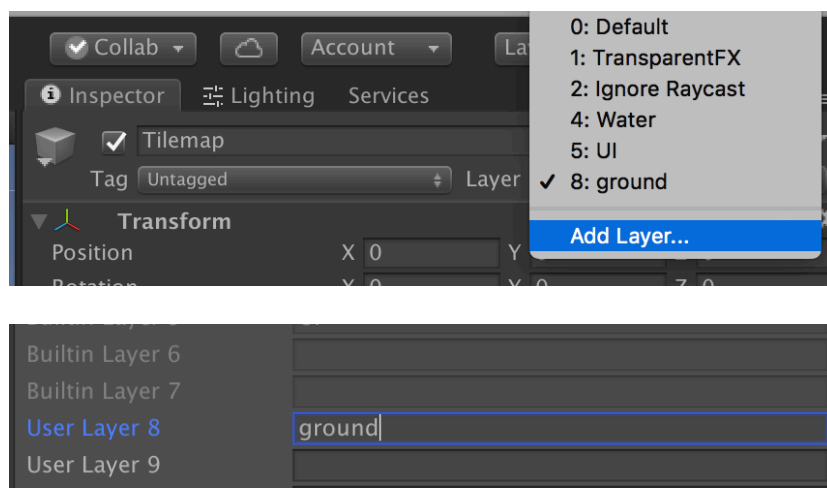 Collab Account La
0: Default
1: TransparentFX
2: Ignore Raycast
4: Water
5: UI
8: ground
Add Layer...
Inspector Lighting Services
Tilemap
Tag Untagged Layer
Transform
Position X 0 Y
Rotation X 0 Y 0 Z 0
Builtin Layer 6
Builtin Layer 7
User Layer 8 ground
User Layer 9